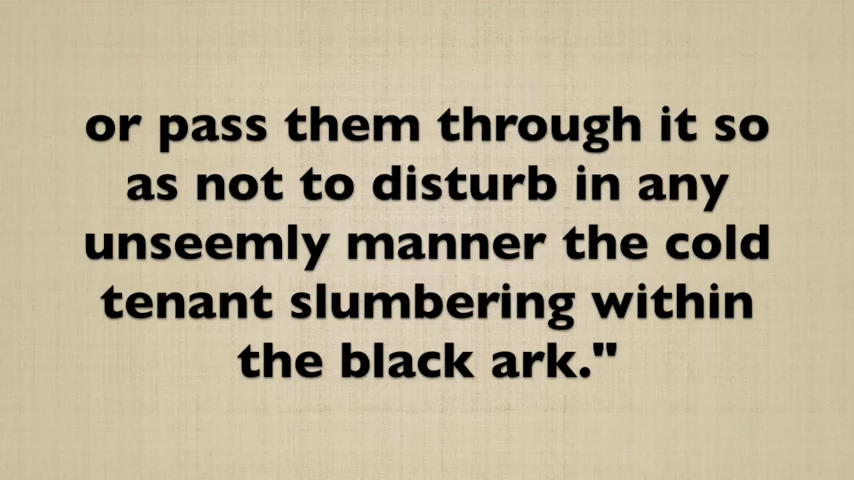 or pass them through it so
as not to disturb in any
unseemly manner the cold
tenant slumbering within
the black ark."